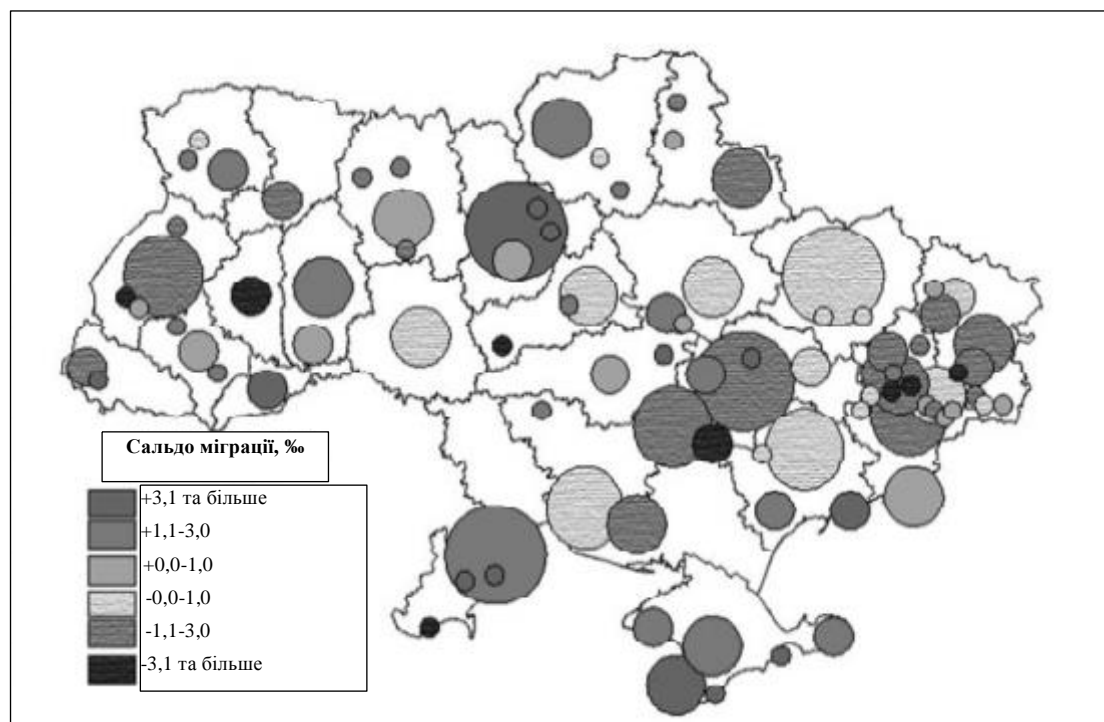 Сальдо міграції, ‰
+3,1 та більше
+1,1-3,0
+0,0-1,0
-0,0-1,0
-1,1-3,0
-3,1 та більше